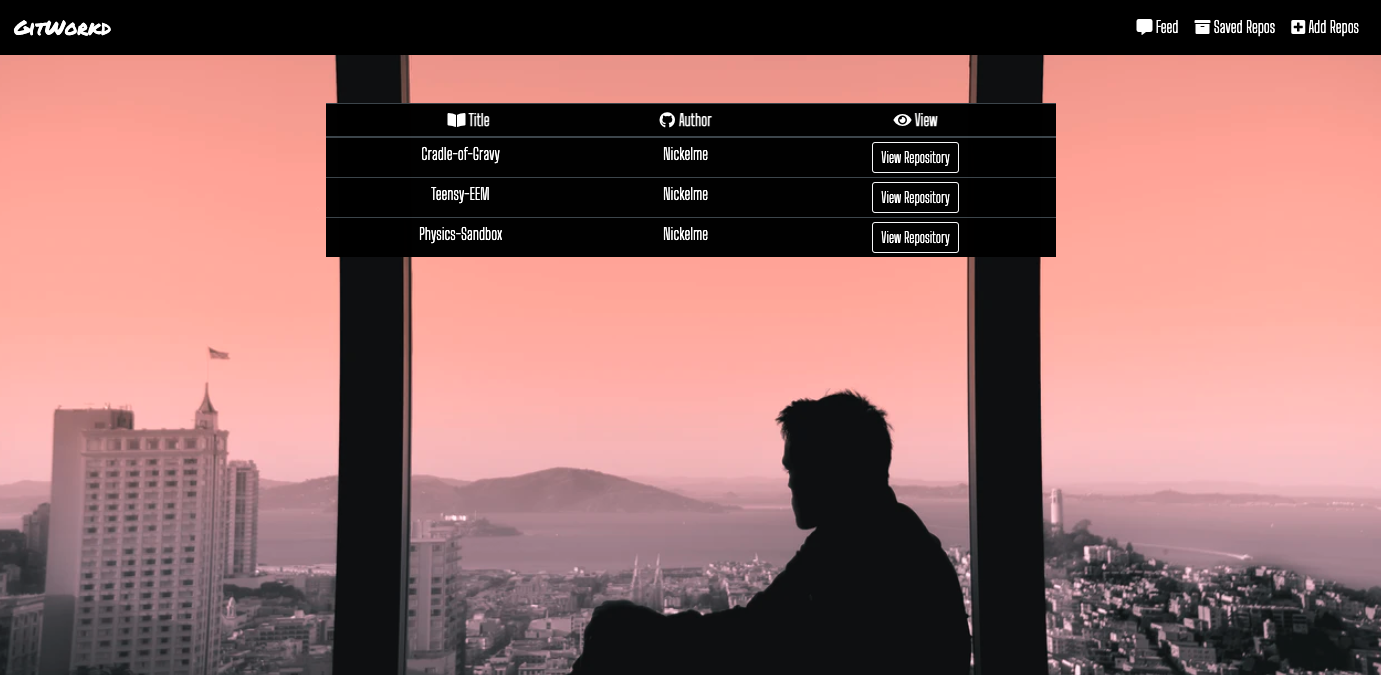 GitWorkd
Feed Saved Repos Add Repos
Title Author View
Cradle-of-Gravy Nickelme View Repository
Teensy-EEM Nickelme View Repository
Physics-Sandbox Nickelme View Repository